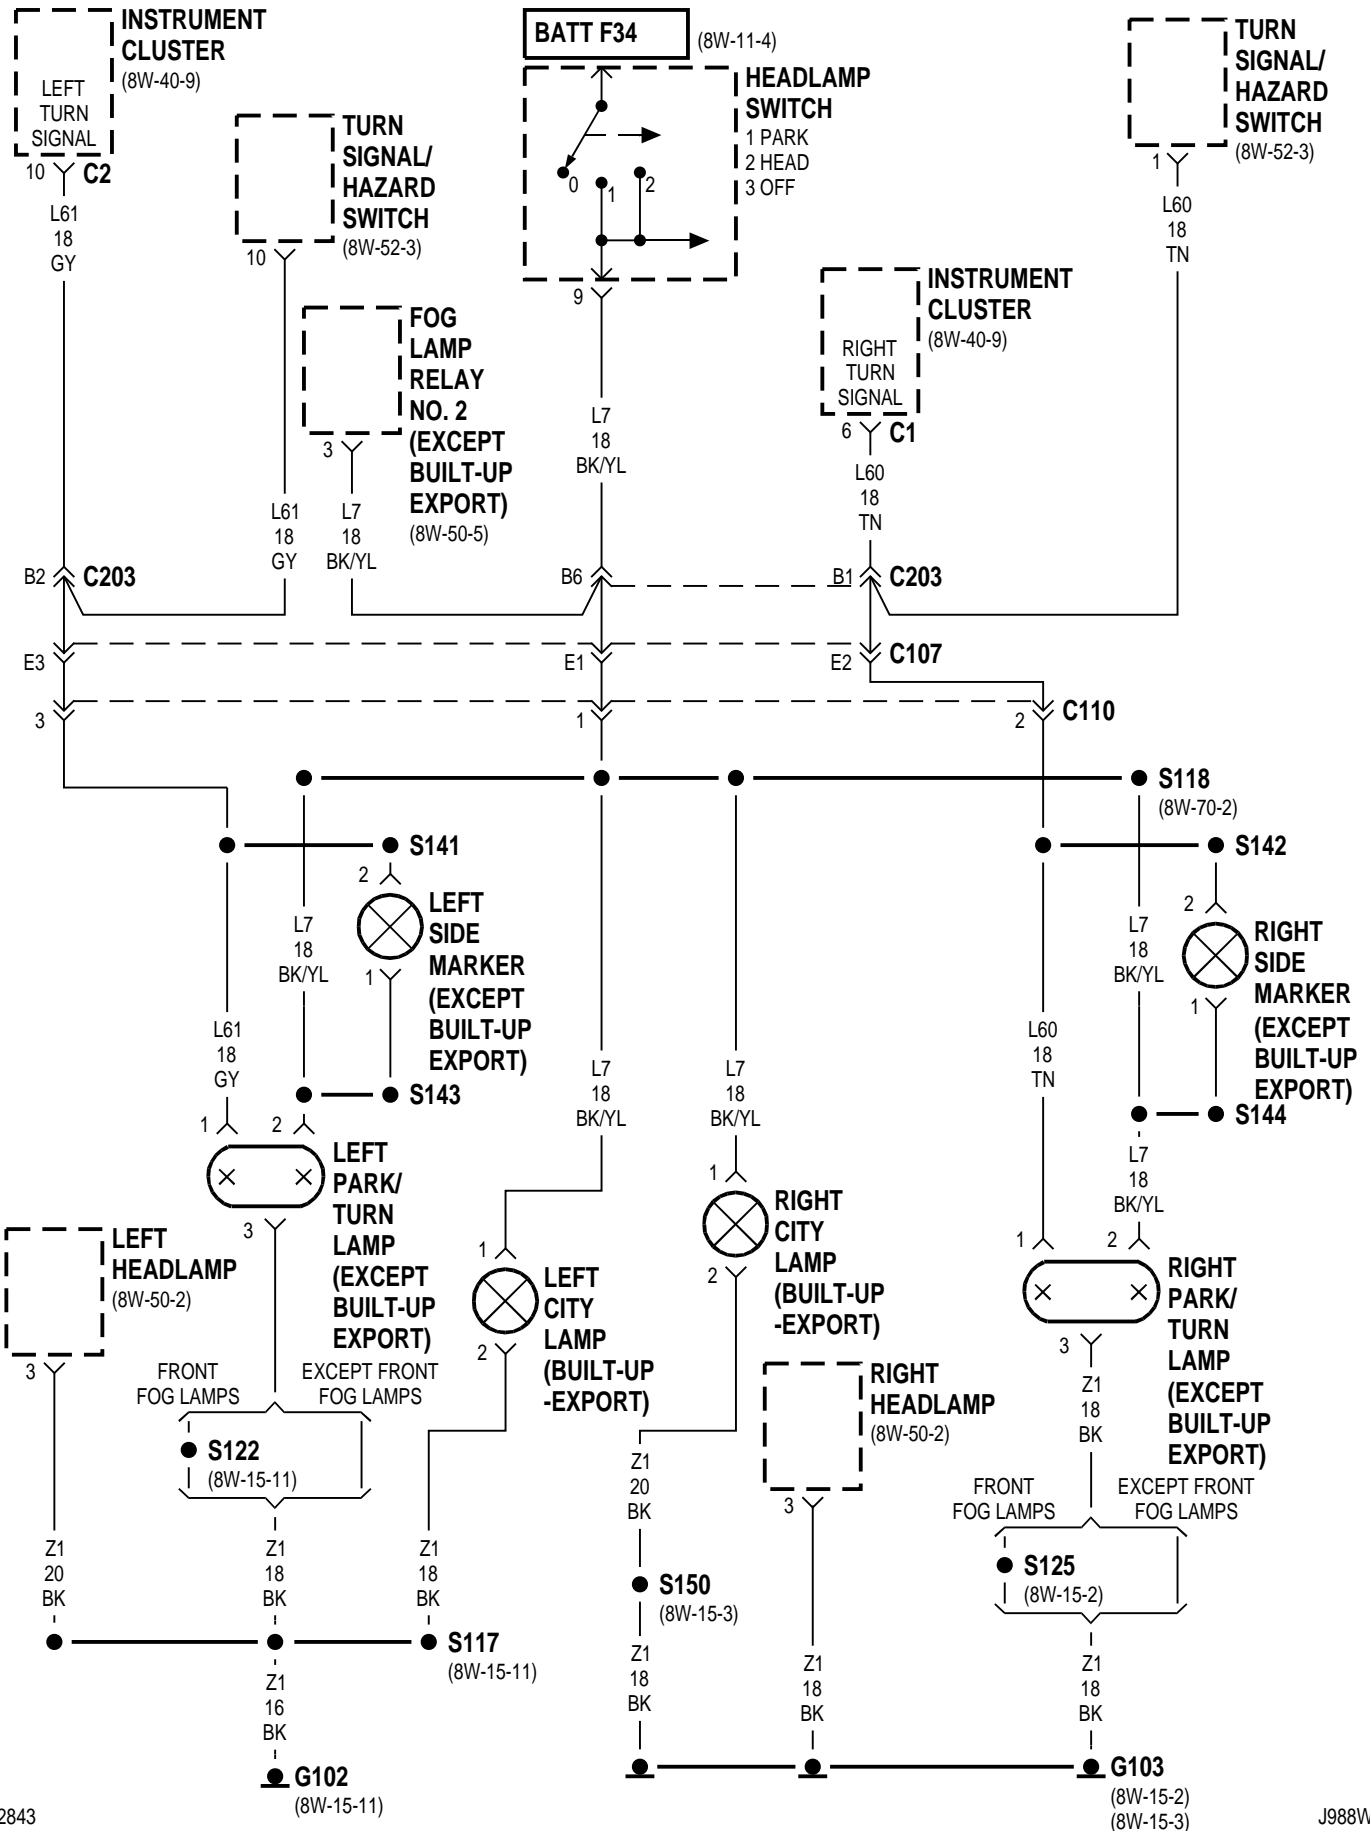 INSTRUMENT
CLUSTER
(8W-40-9)
LEFT
TURN
SIGNAL
10
C2
L61
18
GY
TURN
SIGNAL/
HAZARD
SWITCH
(8W-52-3)
10
L61
18
GY
FOG
LAMP
RELAY
NO. 2
(EXCEPT
BUILT-UP
EXPORT)
(8W-50-5)
3
L7
18
BK/YL
BATT F34
(8W-11-4)
HEADLAMP
SWITCH
1 PARK
2 HEAD
3 OFF
0
1
2
9
L7
18
BK/YL
INSTRUMENT
CLUSTER
(8W-40-9)
RIGHT
TURN
SIGNAL
6
C1
L60
18
TN
TURN
SIGNAL/
HAZARD
SWITCH
(8W-52-3)
1
L60
18
TN
B2
C203
B6
B1
C203
E3
E1
E2
C107
3
1
2
C110
S118
(8W-70-2)
S141
2
LEFT
SIDE
MARKER
(EXCEPT
BUILT-UP
EXPORT)
1
L7
18
BK/YL
L61
18
GY
S143
1
2
LEFT
PARK/
TURN
LAMP
(EXCEPT
BUILT-UP
EXPORT)
3
L7
18
BK/YL
L7
18
BK/YL
S142
2
RIGHT
SIDE
MARKER
(EXCEPT
BUILT-UP
EXPORT)
1
L7
18
BK/YL
L60
18
TN
S144
L7
18
BK/YL
1
2
RIGHT
PARK/
TURN
LAMP
(EXCEPT
BUILT-UP
EXPORT)
3
Z1
18
BK
LEFT
HEADLAMP
(8W-50-2)
3
1
LEFT
CITY
LAMP
(BUILT-UP
-EXPORT)
2
1
RIGHT
CITY
LAMP
(BUILT-UP
-EXPORT)
2
RIGHT
HEADLAMP
(8W-50-2)
3
FRONT
FOG LAMPS
EXCEPT FRONT
FOG LAMPS
S122
(8W-15-11)
FRONT
FOG LAMPS
EXCEPT FRONT
FOG LAMPS
S125
(8W-15-2)
Z1
20
BK
Z1
18
BK
Z1
18
BK
S117
(8W-15-11)
Z1
16
BK
G102
(8W-15-11)
Z1
20
BK
S150
(8W-15-3)
Z1
18
BK
Z1
18
BK
Z1
18
BK
G103
(8W-15-2)
(8W-15-3)
2843
J988W